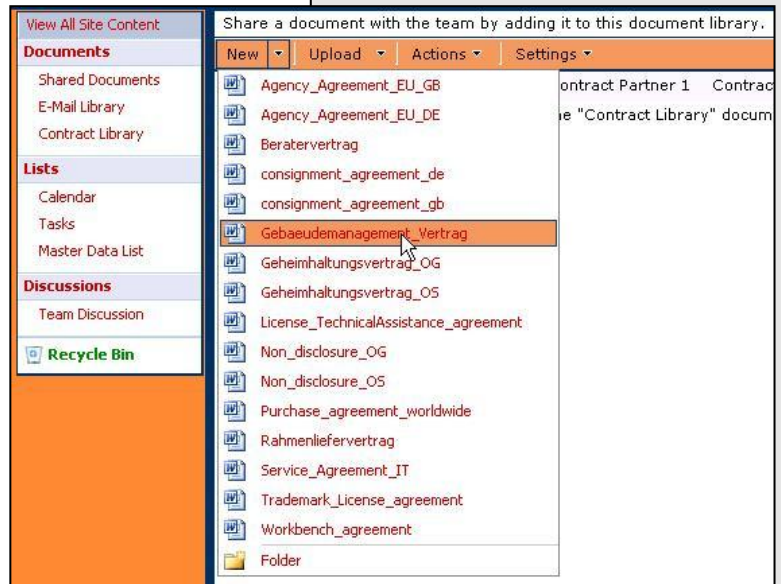 View All Site Content
Documents
Shared Documents
E-Mail Library
Contract Library
Lists
Calendar
Tasks
Master Data List
Discussions
Team Discussion
Recycle Bin
Share a document with the team by adding it to this document library.
New Upload Actions Settings
Agency_Agreement_EU_GB
Agency_Agreement_EU_DE
Beratervertrag
consignment_agreement_de
consignment_agreement_gb
Gebaeudemanagement_Vertrag
Geheimhaltungsvertrag_OG
Geheimhaltungsvertrag_OS
License_TechnicalAssistance_agreement
Non_disclosure_OG
Non_disclosure_OS
Purchase_agreement_worldwide
Rahmenliefervertrag
Service_Agreement_IT
Trademark_License_agreement
Workbench_agreement
Folder
ontract Partner 1 Contrac
"Contract Library" docum